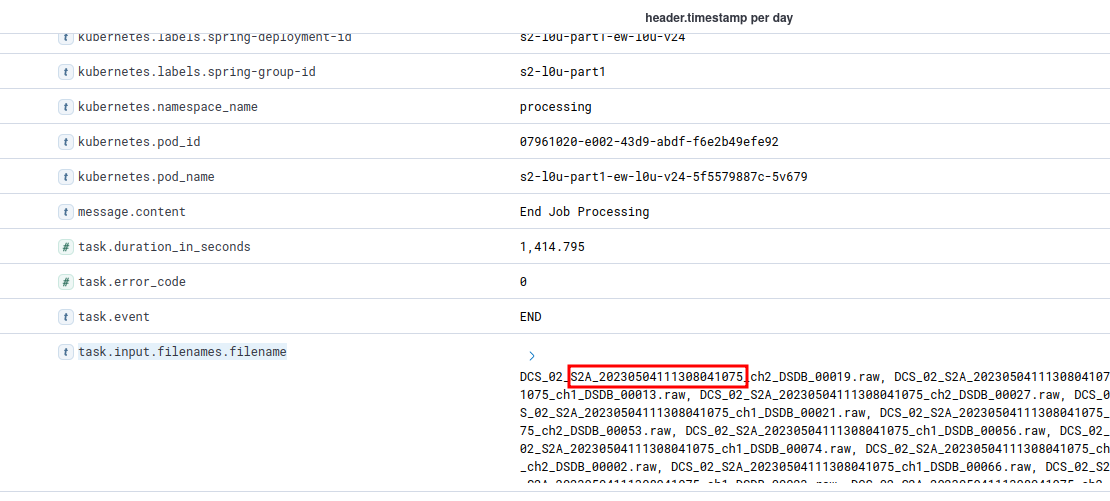 header.timestamp per day
t kubernetes.labels.spring-deployment-id s2-l0u-part1-ew-l0u-v24
t kubernetes.labels.spring-group-id s2-l0u-part1
t kubernetes.namespace_name processing
t kubernetes.pod_id 07961020-e002-43d9-abdf-f6e2b49efe92
t kubernetes.pod_name s2-l0u-part1-ew-l0u-v24-5f5579887c-5v679
t message.content End Job Processing
# task.duration_in_seconds 1,414.795
# task.error_code 0
t task.event END
t task.input.filenames.filename
DCS_02_S2A_20230504111308041075_ch2_DSDB_00019.raw, DCS_02_S2A_2023050411130804107
1075_ch1_DSDB_00013.raw, DCS_02_S2A_20230504111308041075_ch2_DSDB_00027.raw, DCS_0
S_02_S2A_20230504111308041075_ch1_DSDB_00021.raw, DCS_02_S2A_20230504111308041075_
75_ch2_DSDB_00053.raw, DCS_02_S2A_20230504111308041075_ch1_DSDB_00056.raw, DCS_02_
02_S2A_20230504111308041075_ch1_DSDB_00074.raw, DCS_02_S2A_20230504111308041075_ch
_ch2_DSDB_00002.raw, DCS_02_S2A_20230504111308041075_ch1_DSDB_00066.raw, DCS_02_S2